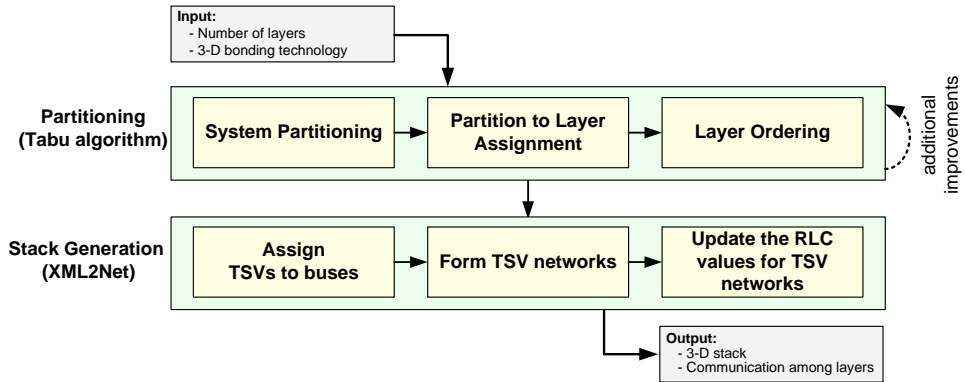 Input:
- Number of layers
- 3-D bonding technology
Partitioning
(Tabu algorithm)
System Partitioning
Partition to Layer
Assignment
Layer Ordering
additional
improvements
Stack Generation
(XML2Net)
Assign
TSVs to buses
Form TSV networks
Update the RLC
values for TSV
networks
Output:
- 3-D stack
- Communication among layers